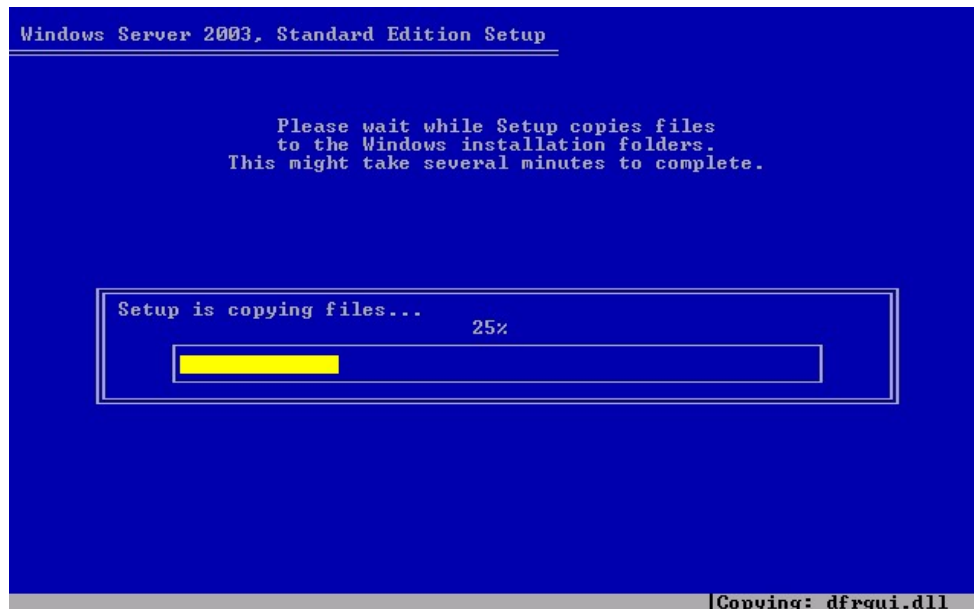 Windows Server 2003, Standard Edition Setup
Please wait while Setup copies files
to the Windows installation folders.
This might take several minutes to complete.
Setup is copying files...
25%
Copying: dfrgui.dll